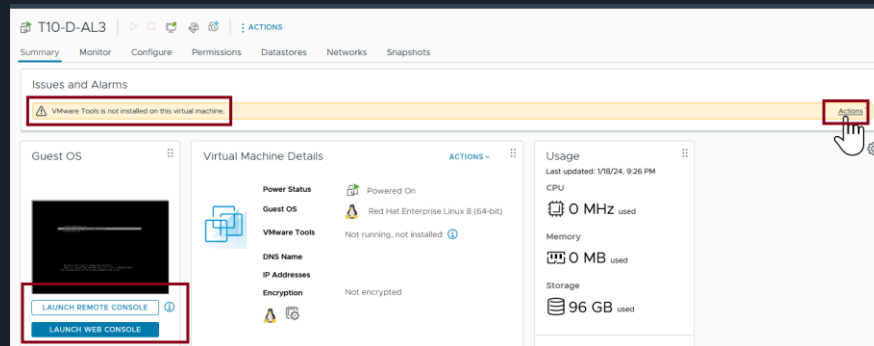 T10-D-AL3
ACTIONS
Summary Monitor Configure Permissions Datastores Networks Snapshots
Issues and Alarms
VMware Tools is not installed on this virtual machine.
Actions
Guest OS
LAUNCH REMOTE CONSOLE
LAUNCH WEB CONSOLE
Virtual Machine Details
ACTIONS
Power Status Powered On
Guest OS Red Hat Enterprise Linux 8 (64-bit)
VMware Tools Not running, not installed
DNS Name
IP Addresses
Encryption Not encrypted
Usage
Last updated: 1/18/24, 9:26 PM
CPU
0 MHz used
Memory
0 MB used
Storage
96 GB used